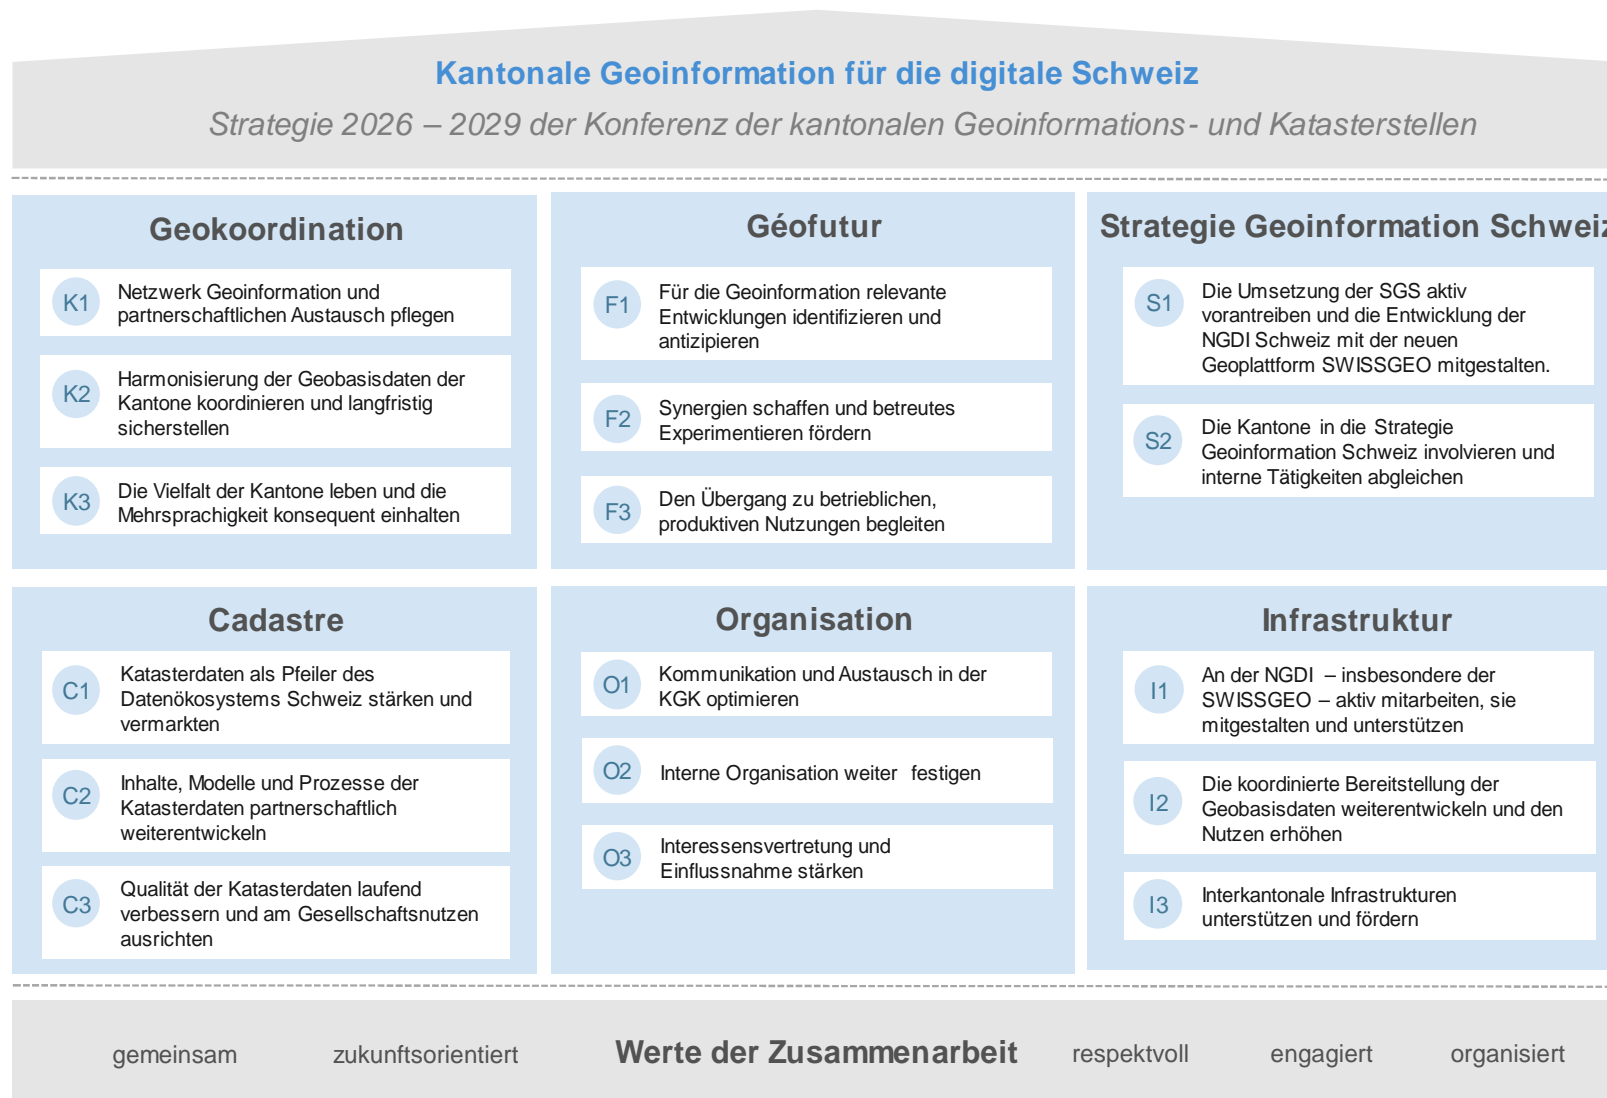 Kantonale Geoinformation für die digitale Schweiz
Strategie 2026 – 2029 der Konferenz der kantonalen Geoinformations- und Katasterstellen
Geokoordination
K1
Netzwerk Geoinformation und
partnerschaftlichen Austausch pflegen
K2
Harmonisierung der Geobasisdaten der
Kantone koordinieren und langfristig
sicherstellen
K3
Die Vielfalt der Kantone leben und die
Mehrsprachigkeit konsequent einhalten
Géofutur
F1
Für die Geoinformation relevante
Entwicklungen identifizieren und
antizipieren
F2
Synergien schaffen und betreutes
Experimentieren fördern
F3
Den Übergang zu betrieblichen,
produktiven Nutzungen begleiten
Strategie Geoinformation Schweiz
S1
Die Umsetzung der SGS aktiv
vorantreiben und die Entwicklung der
NGDI Schweiz mit der neuen
Geoplattform SWISSGEO mitgestalten.
S2
Die Kantone in die Strategie
Geoinformation Schweiz involvieren und
interne Tätigkeiten abgleichen
Cadastre
C1
Katasterdaten als Pfeiler des
Datenökosystems Schweiz stärken und
vermarkten
C2
Inhalte, Modelle und Prozesse der
Katasterdaten partnerschaftlich
weiterentwickeln
C3
Qualität der Katasterdaten laufend
verbessern und am Gesellschaftsnutzen
ausrichten
Organisation
O1
Kommunikation und Austausch in der
KGK optimieren
O2
Interne Organisation weiter festigen
O3
Interessensvertretung und
Einflussnahme stärken
Infrastruktur
I1
An der NGDI – insbesondere der
SWISSGEO – aktiv mitarbeiten, sie
mitgestalten und unterstützen
I2
Die koordinierte Bereitstellung der
Geobasisdaten weiterentwickeln und den
Nutzen erhöhen
I3
Interkantonale Infrastrukturen
unterstützen und fördern
gemeinsam zukunftsorientiert Werte der Zusammenarbeit respektvoll engagiert organisiert